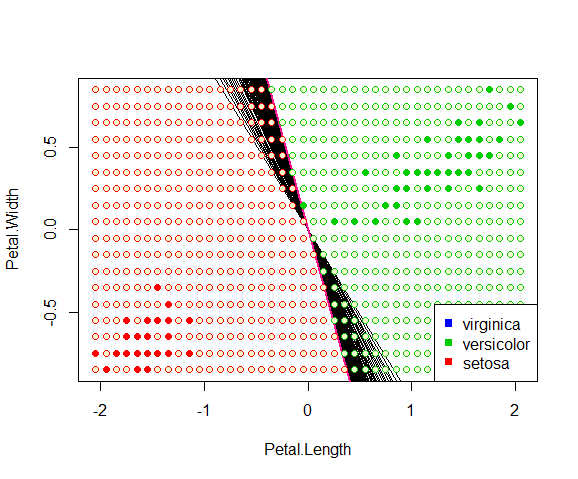 0.5
0.0
-0.5
Petal.Width
virginica
versicolor
setosa
-2 -1 0 1 2
Petal.Length